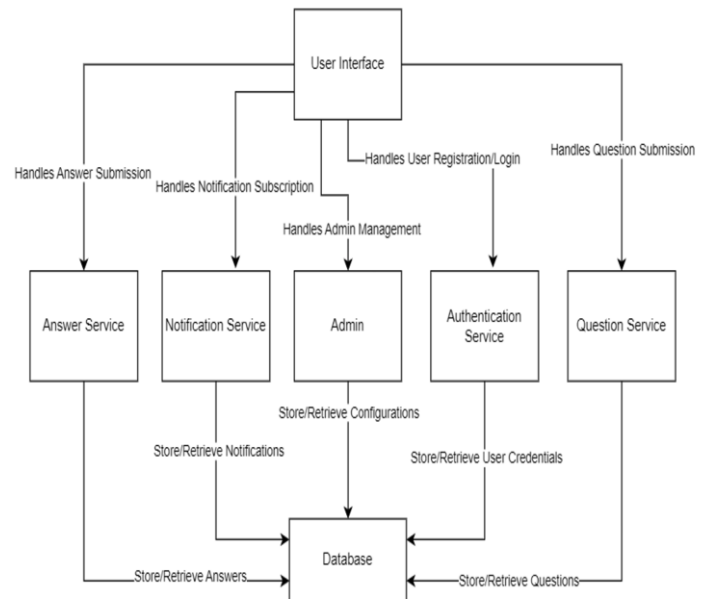 User Interface
Handles Answer Submission
Handles Notification Subscription
Handles Admin Management
Handles User Registration/Login
Handles Question Submission
Answer Service
Notification Service
Admin
Authentication
Service
Question Service
Store/Retrieve Configurations
Store/Retrieve Notifications
Store/Retrieve User Credentials
Database
Store/Retrieve Answers
Store/Retrieve Questions